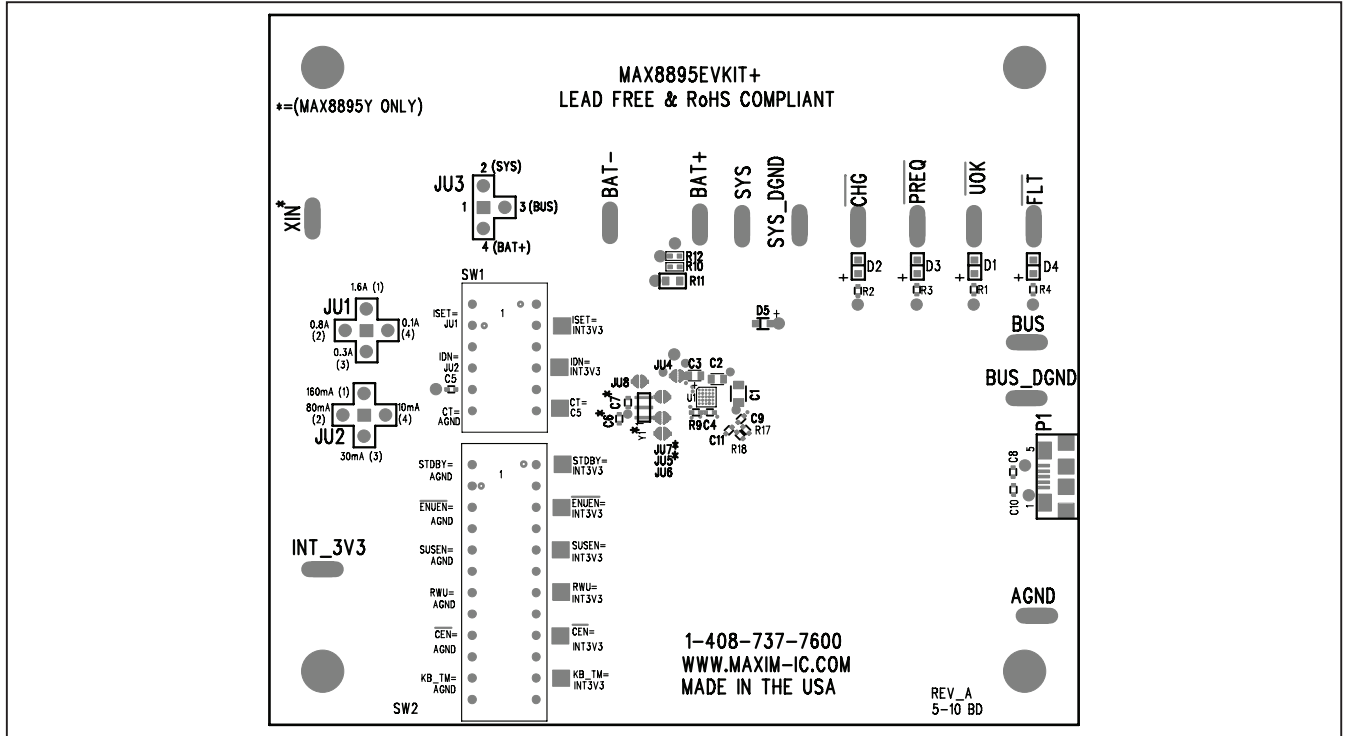 MAX8895EVKIT+
LEAD FREE & RoHS COMPLIANT
*=(MAX8895Y ONLY)
XIN*
JU3
2 (SYS)
1
3 (BUS)
4 (BAT+)
BAT-
BAT+
SYS
SYS_DGND
CHG
PREQ
UOK
FLT
R12
R10
R11
+ D2
+ D3
+ D1
+ D4
R2
R3
R1
R4
D5 +
BUS
BUS_DGND
P1
5
1
C8
C10
JU1
1.6A (1)
0.8A
(2)
0.1A
(4)
0.3A
(3)
JU2
160mA (1)
80mA
(2)
10mA
(4)
30mA (3)
SW1
1
ISET=
JU1
ISET=
INT3V3
IDN=
JU2
IDN=
INT3V3
C5
CT=
AGND
CT=
C5
JU4
C3
C2
JU8
U1
+
C1
*
C7
*
C6
*
Y1
R9
C4
C9
R17
C11
R18
JU7*
JU5*
JU6
1
STDBY=
AGND
STDBY=
INT3V3
ENUEN=
AGND
ENUEN=
INT3V3
SUSEN=
AGND
SUSEN=
INT3V3
RWU=
AGND
RWU=
INT3V3
CEN=
AGND
CEN=
INT3V3
KB_TM=
AGND
KB_TM=
INT3V3
SW2
INT_3V3
AGND
1-408-737-7600
WWW.MAXIM-IC.COM
MADE IN THE USA
REV_A
5-10 BD